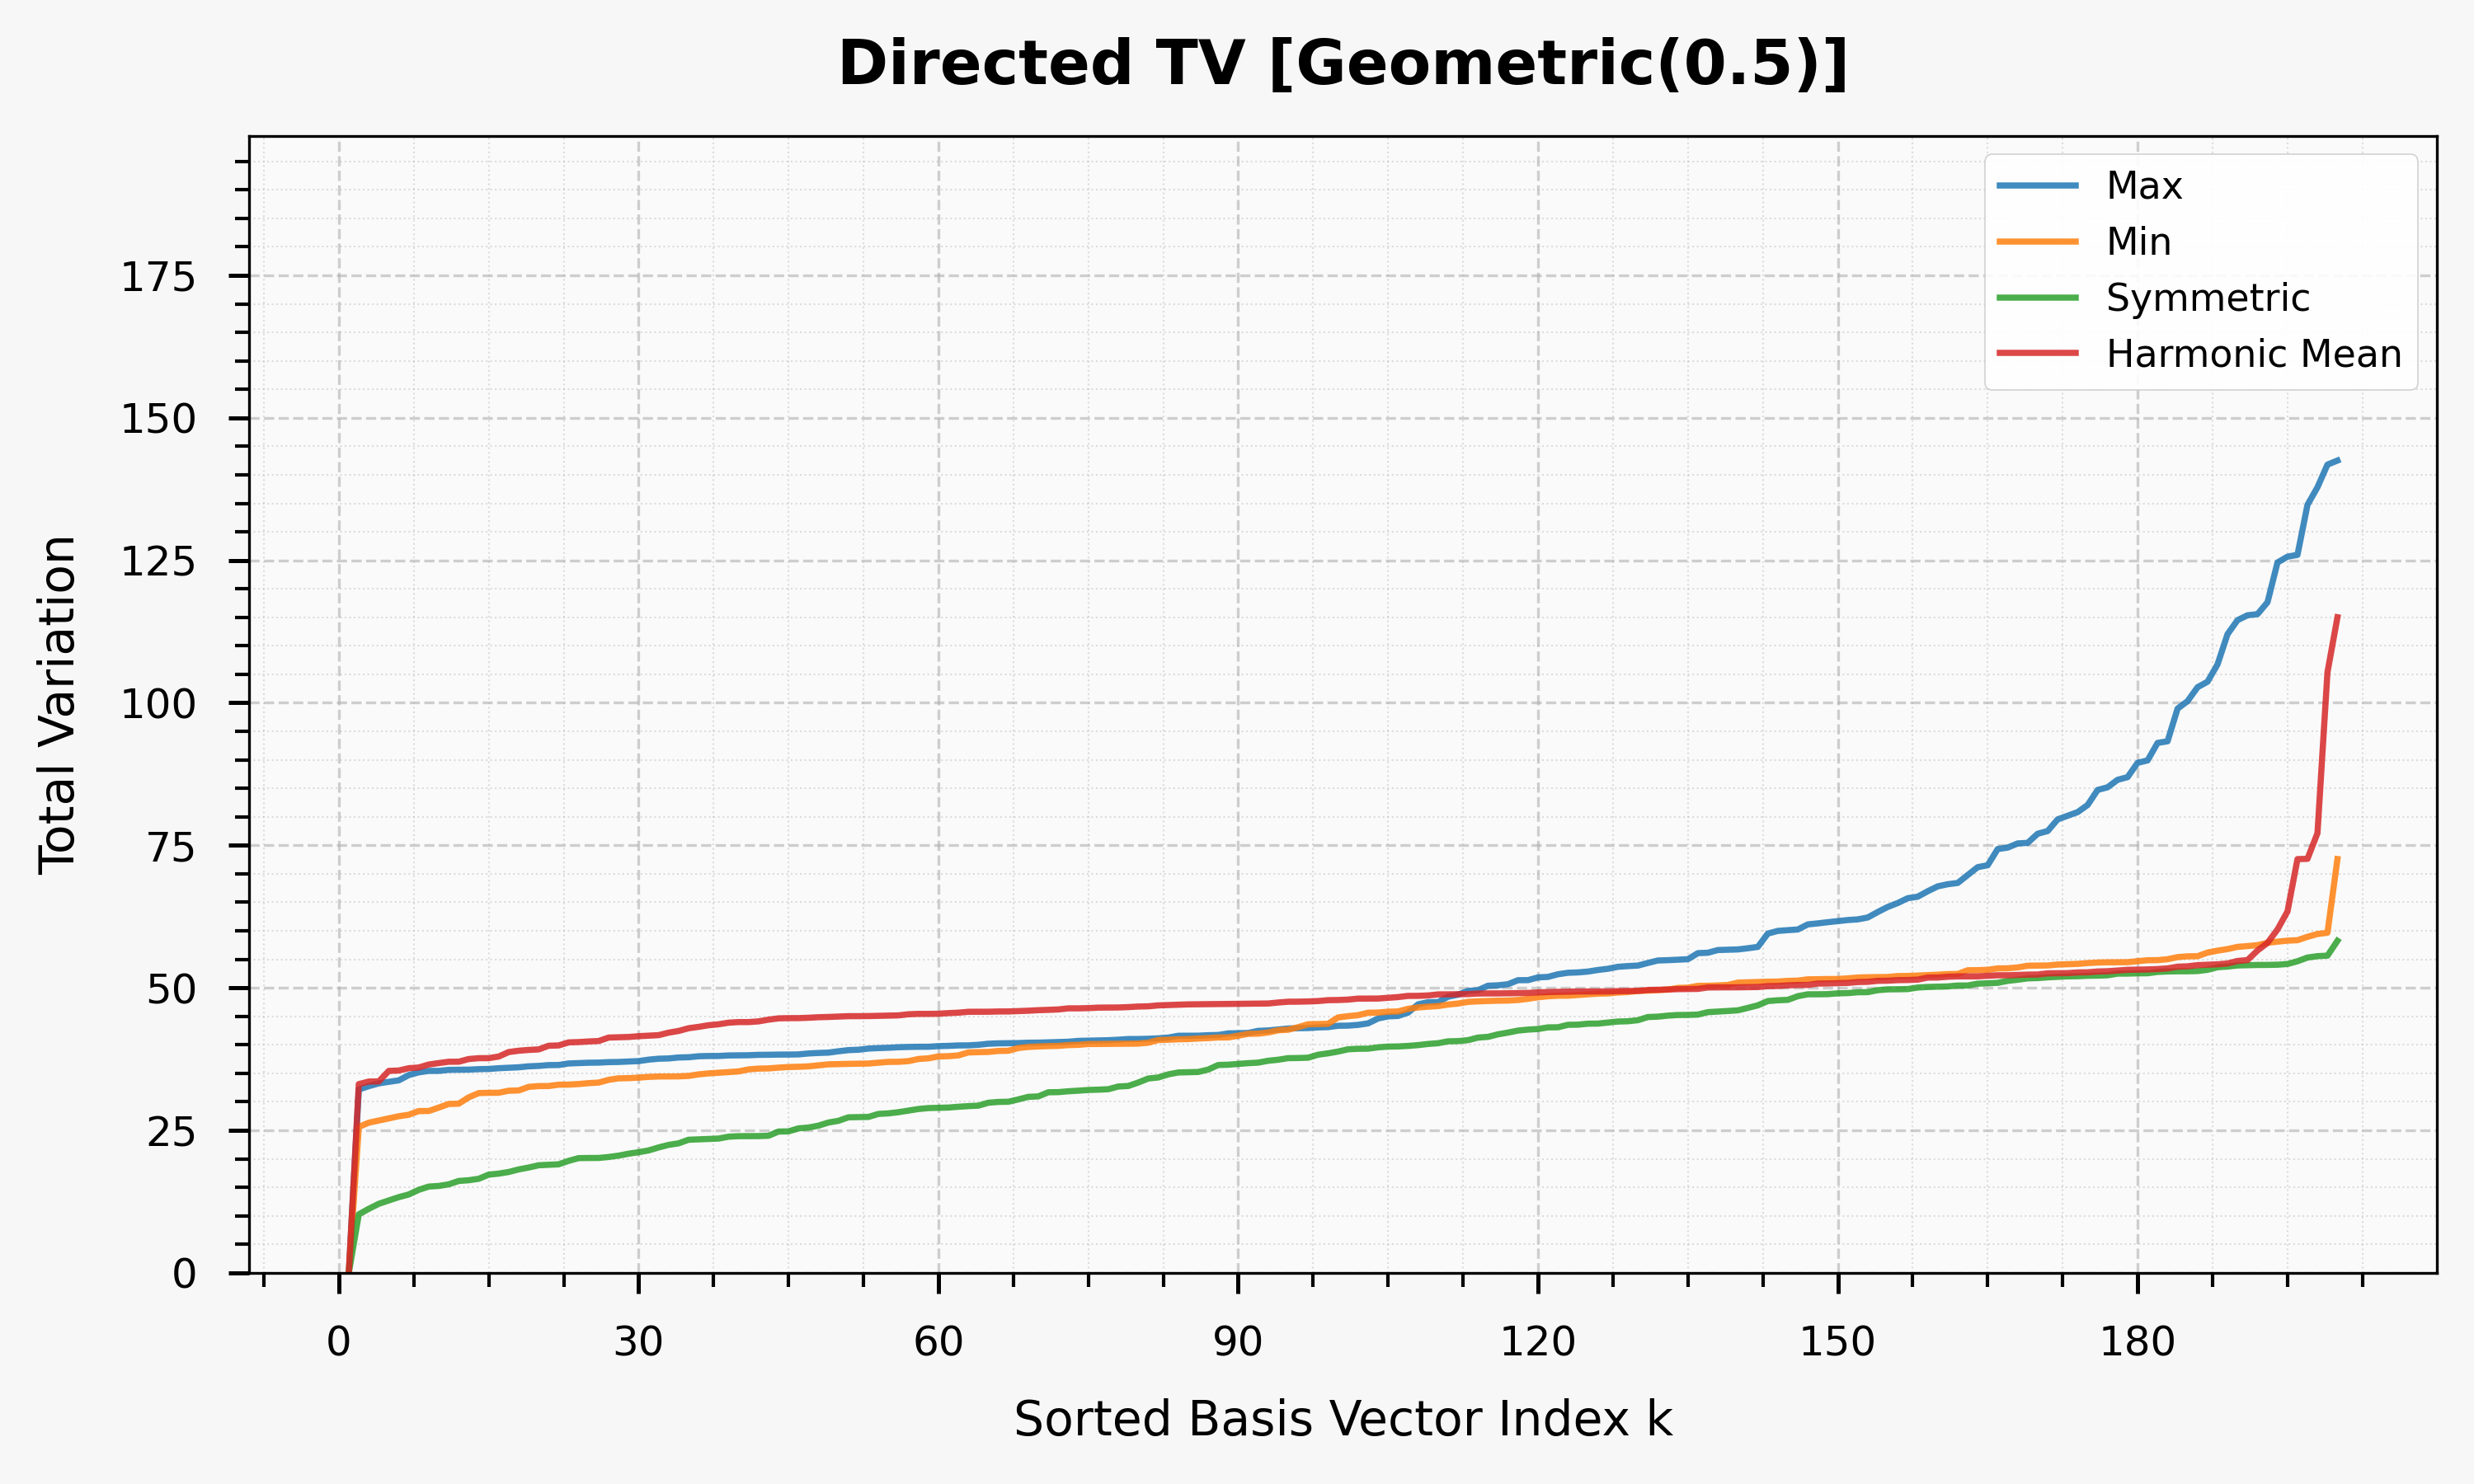 Directed TV [Geometric(0.5)]
Max
Min
Symmetric
Harmonic Mean
175
150
125
100
75
50
25
0
Total Variation
0 30 60 90 120 150 180
Sorted Basis Vector Index k